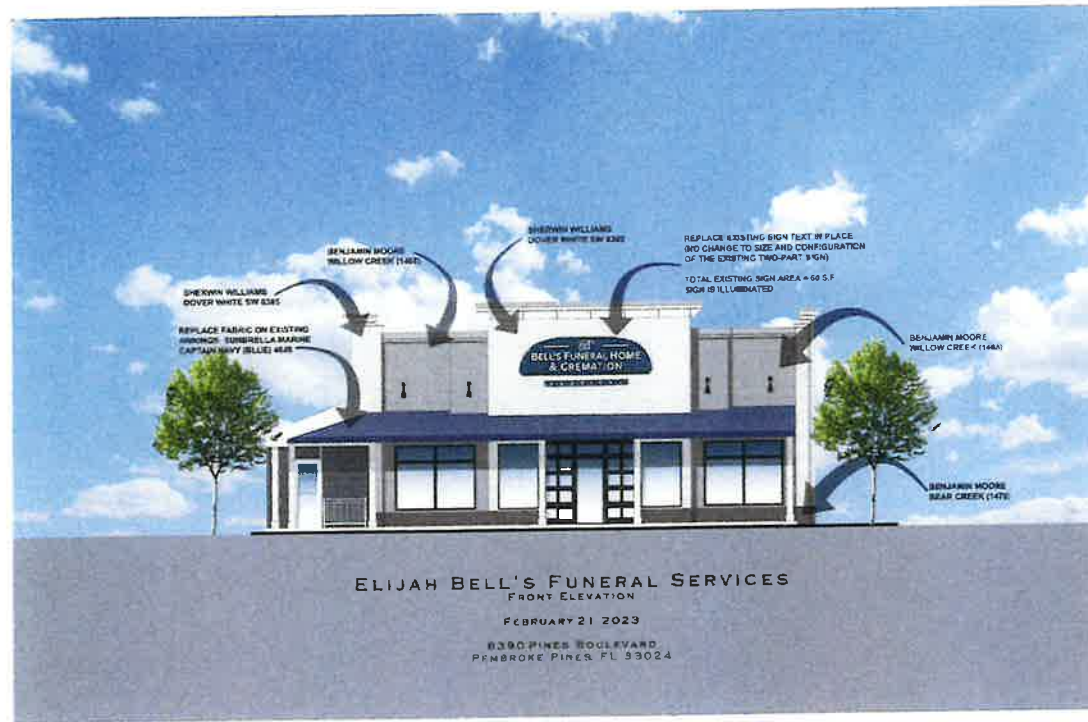 SHERWIN WILLIAMS
DOVER WHITE SW 6385
BENJAMIN MOORE
WILLOW CREEK (1468)
REPLACE EXISTING SIGN TEXT IN PLACE
(NO CHANGE TO SIZE AND CONFIGURATION
OF THE EXISTING TWO-PART SIGN)
TOTAL EXISTING SIGN AREA = 60 S.F.
SIGN IS ILLUMINATED
SHERWIN WILLIAMS
DOVER WHITE SW 6385
REPLACE FABRIC ON EXISTING
AWNINGS: SUNBRELLA MARINE
CAPTAIN NAVY (BLUE) 4646
BENJAMIN MOORE
WILLOW CREEK (1468)
BELL'S FUNERAL HOME
& CREMATION
BENJAMIN MOORE
BEAR CREEK (1470)
ELIJAH BELL'S FUNERAL SERVICES
FRONT ELEVATION
FEBRUARY 21 2023
8390 PINES BOULEVARD
PEMBROKE PINES, FL 33024